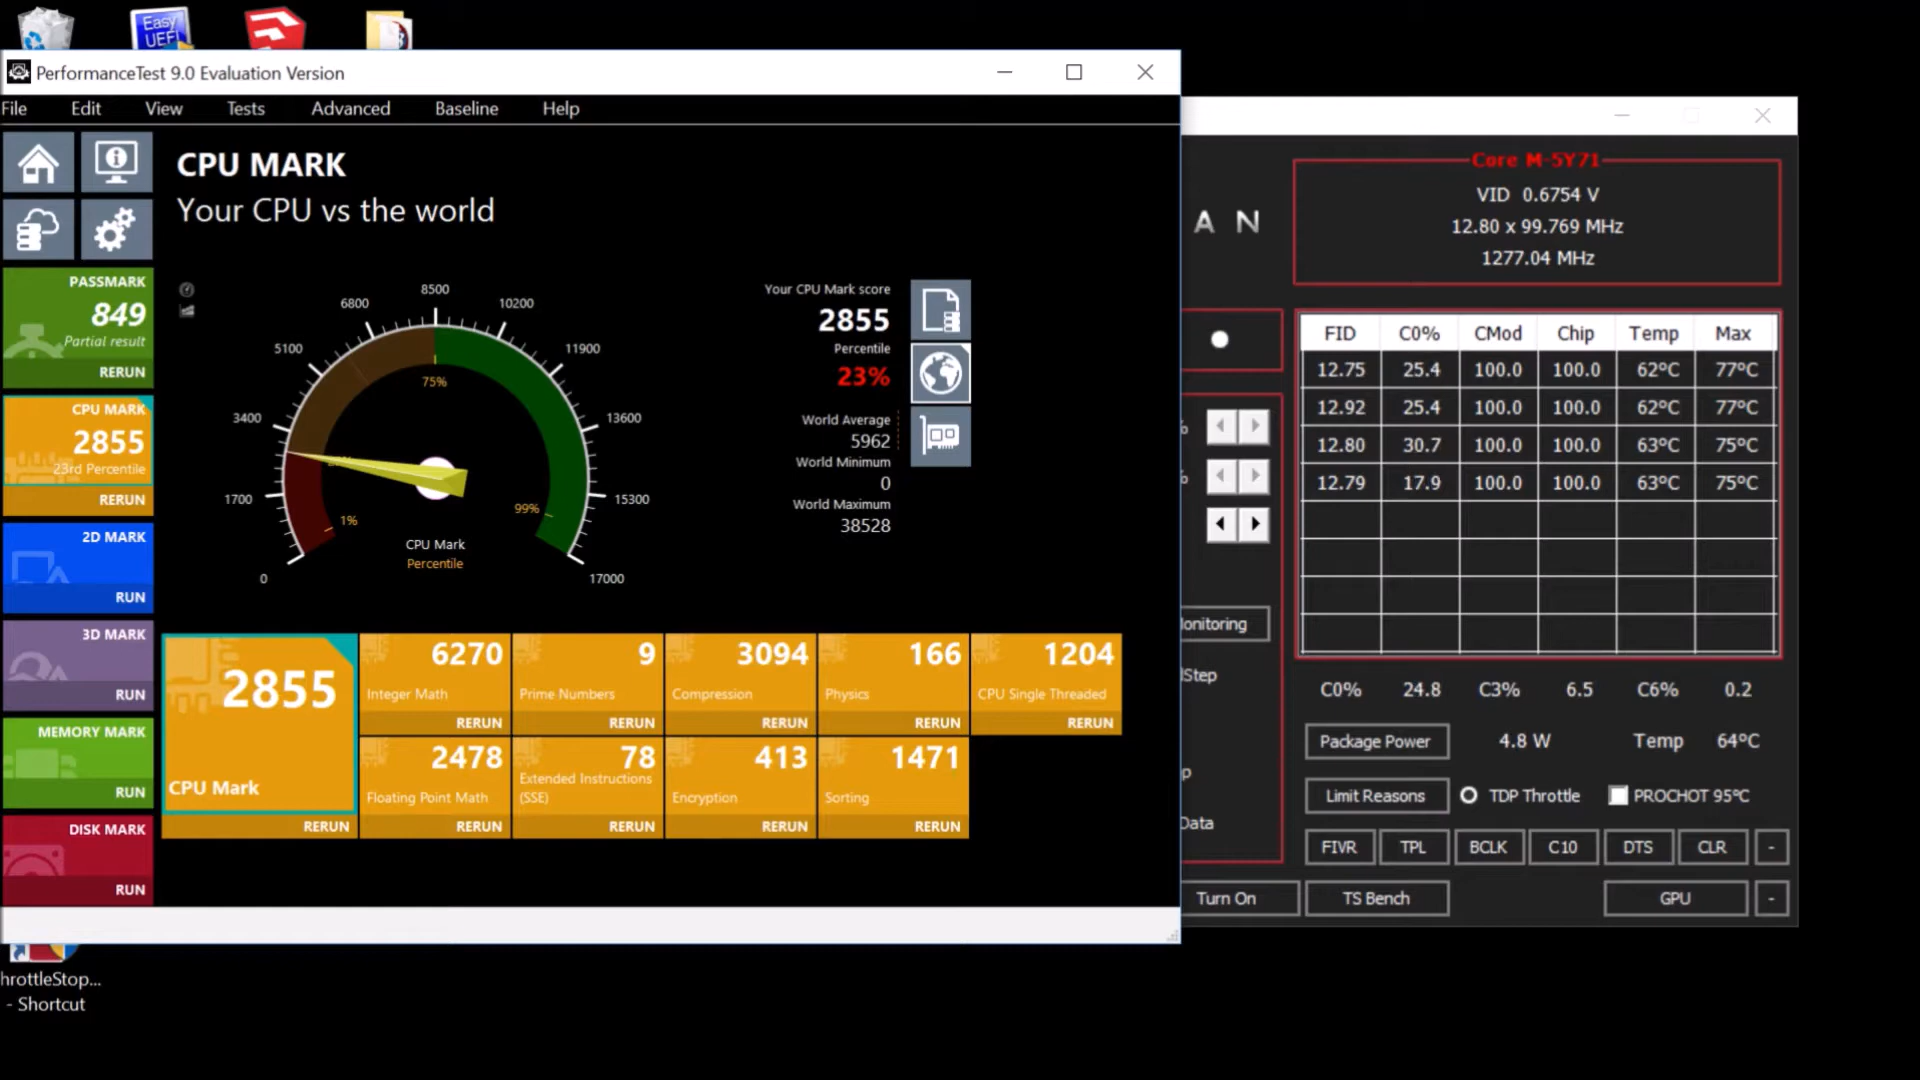 Easy
UEFI
PerformanceTest 9.0 Evaluation Version
File Edit View Tests Advanced Baseline Help
CPU MARK
Your CPU vs the world
PASSMARK
849
Partial result
RERUN
CPU MARK
2855
23rd Percentile
RERUN
2D MARK
RUN
3D MARK
RUN
MEMORY MARK
RUN
DISK MARK
RUN
0
1700
3400
5100
6800
8500
10200
11900
13600
15300
17000
1%
75%
99%
CPU Mark
Percentile
Your CPU Mark score
2855
Percentile
23%
World Average
5962
World Minimum
0
World Maximum
38528
2855
CPU Mark
RERUN
6270
Integer Math
RERUN
9
Prime Numbers
RERUN
3094
Compression
RERUN
166
Physics
RERUN
1204
CPU Single Threaded
RERUN
2478
Floating Point Math
RERUN
78
Extended Instructions
(SSE)
RERUN
413
Encryption
RERUN
1471
Sorting
RERUN
A N
%
%
onitoring
lStep
p
Data
Turn On
Core M-5Y71
VID 0.6754 V
12.80 x 99.769 MHz
1277.04 MHz
FID C0% CMod Chip Temp Max
12.75 25.4 100.0 100.0 62°C 77°C
12.92 25.4 100.0 100.0 62°C 77°C
12.80 30.7 100.0 100.0 63°C 75°C
12.79 17.9 100.0 100.0 63°C 75°C
C0% 24.8 C3% 6.5 C6% 0.2
Package Power 4.8 W Temp 64°C
Limit Reasons TDP Throttle PROCHOT 95°C
FIVR TPL BCLK C10 DTS CLR -
TS Bench GPU -
hrottleStop...
- Shortcut